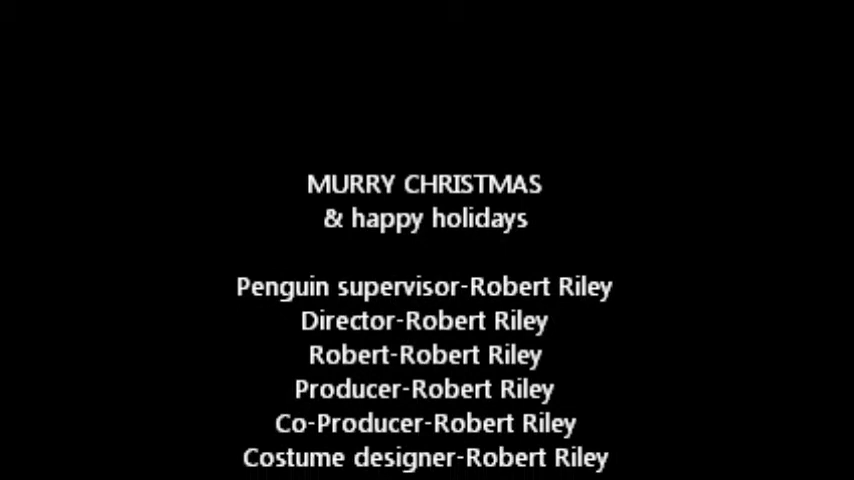 MURRY CHRISTMAS
& happy holidays
Penguin supervisor-Robert Riley
Director-Robert Riley
Robert-Robert Riley
Producer-Robert Riley
Co-Producer-Robert Riley
Costume designer-Robert Riley